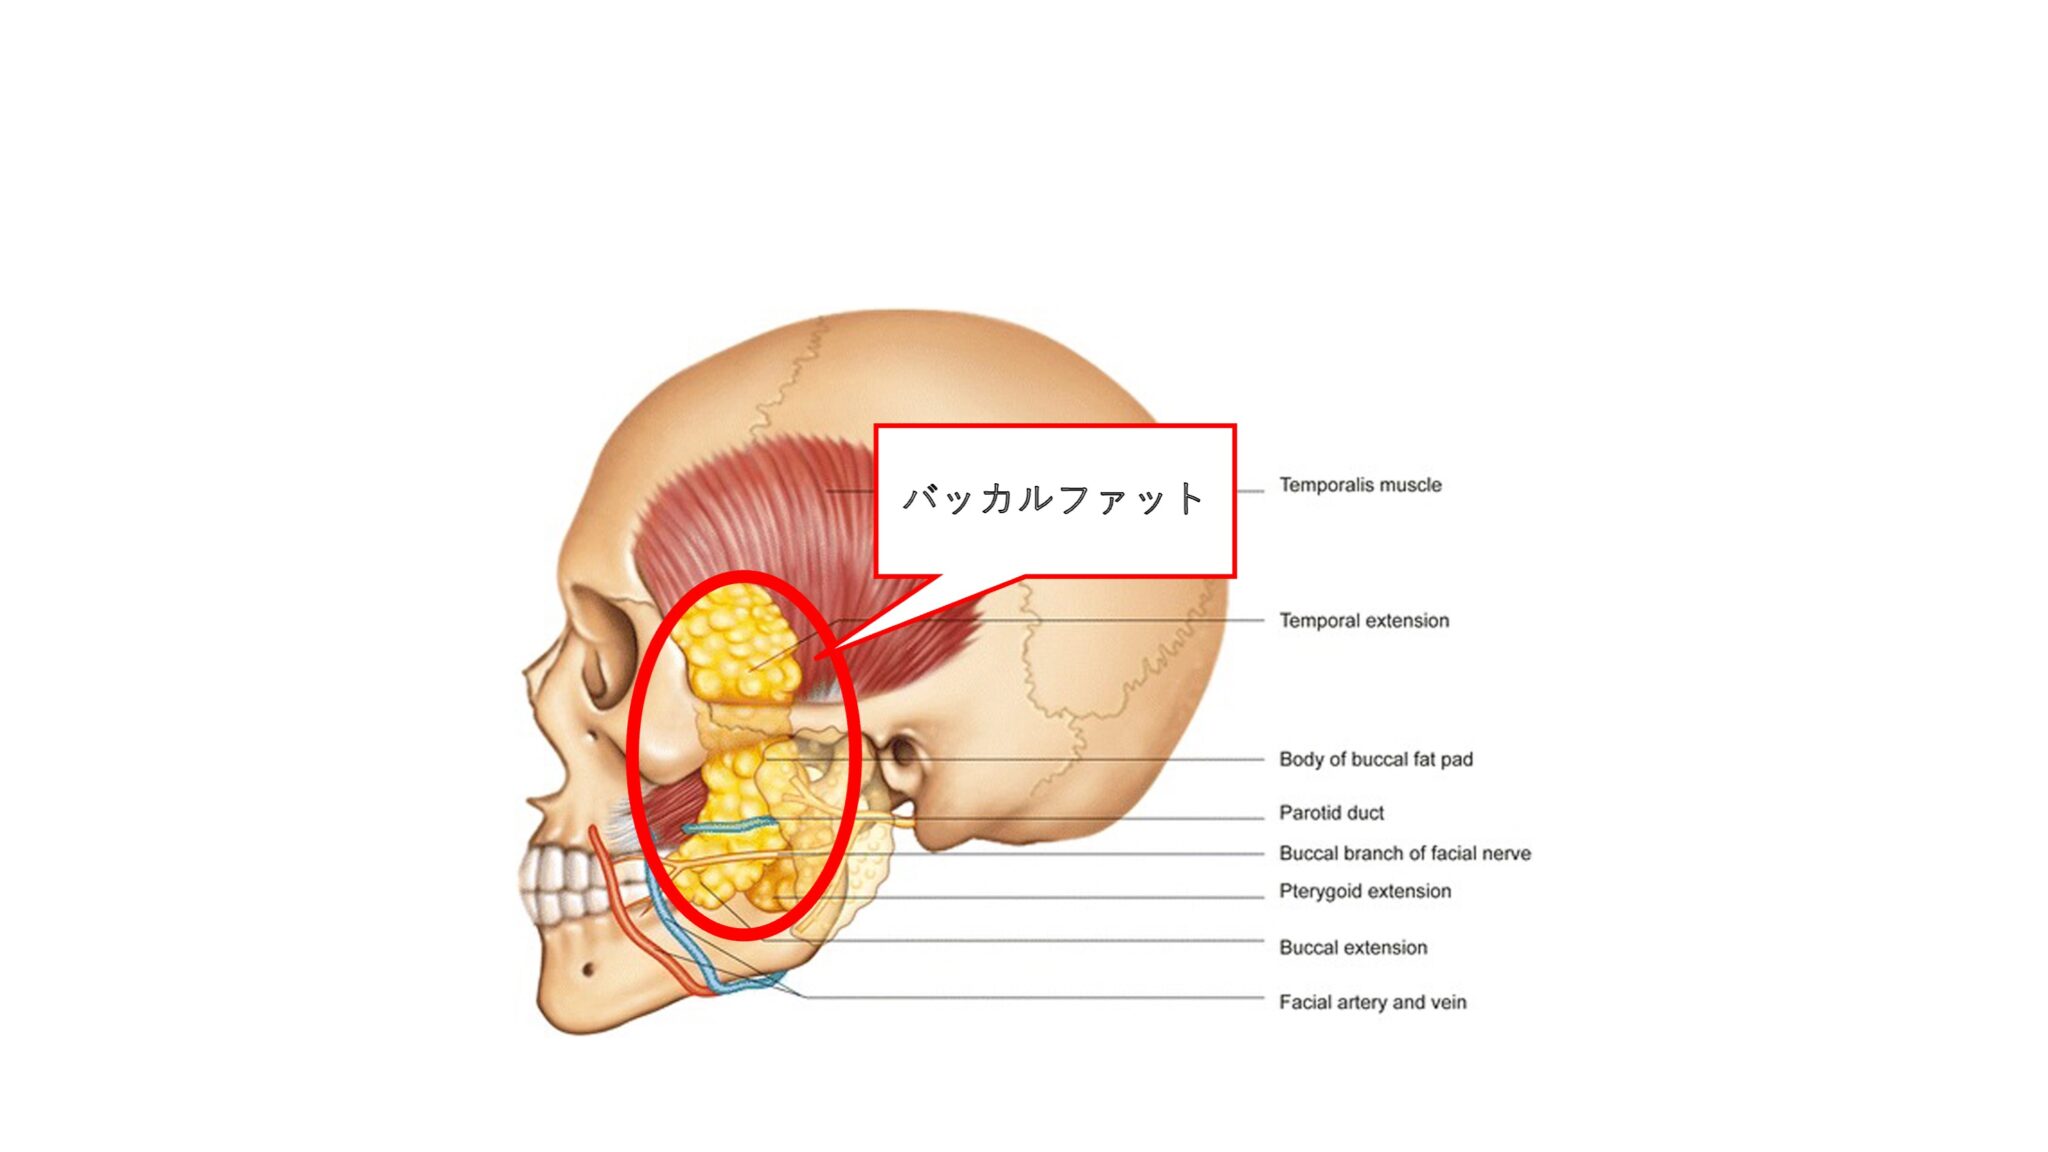 バッカルファット
Temporalis muscle
Temporal extension
Body of buccal fat pad
Parotid duct
Buccal branch of facial nerve
Pterygoid extension
Buccal extension
Facial artery and vein